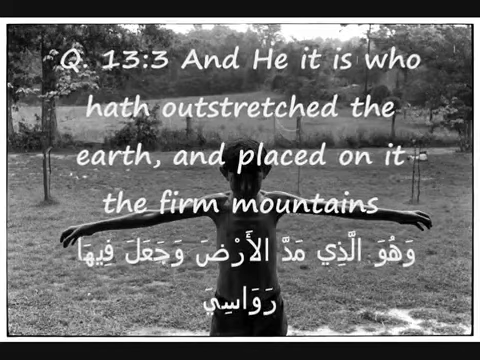 Q. 13:3 And He it is who
hath outstretched the
earth, and placed on it
the firm mountains
وَهُوَ الَّذِي مَدَّ الأَرْضَ وَجَعَلَ فِيهَا
رَوَاسِيَ